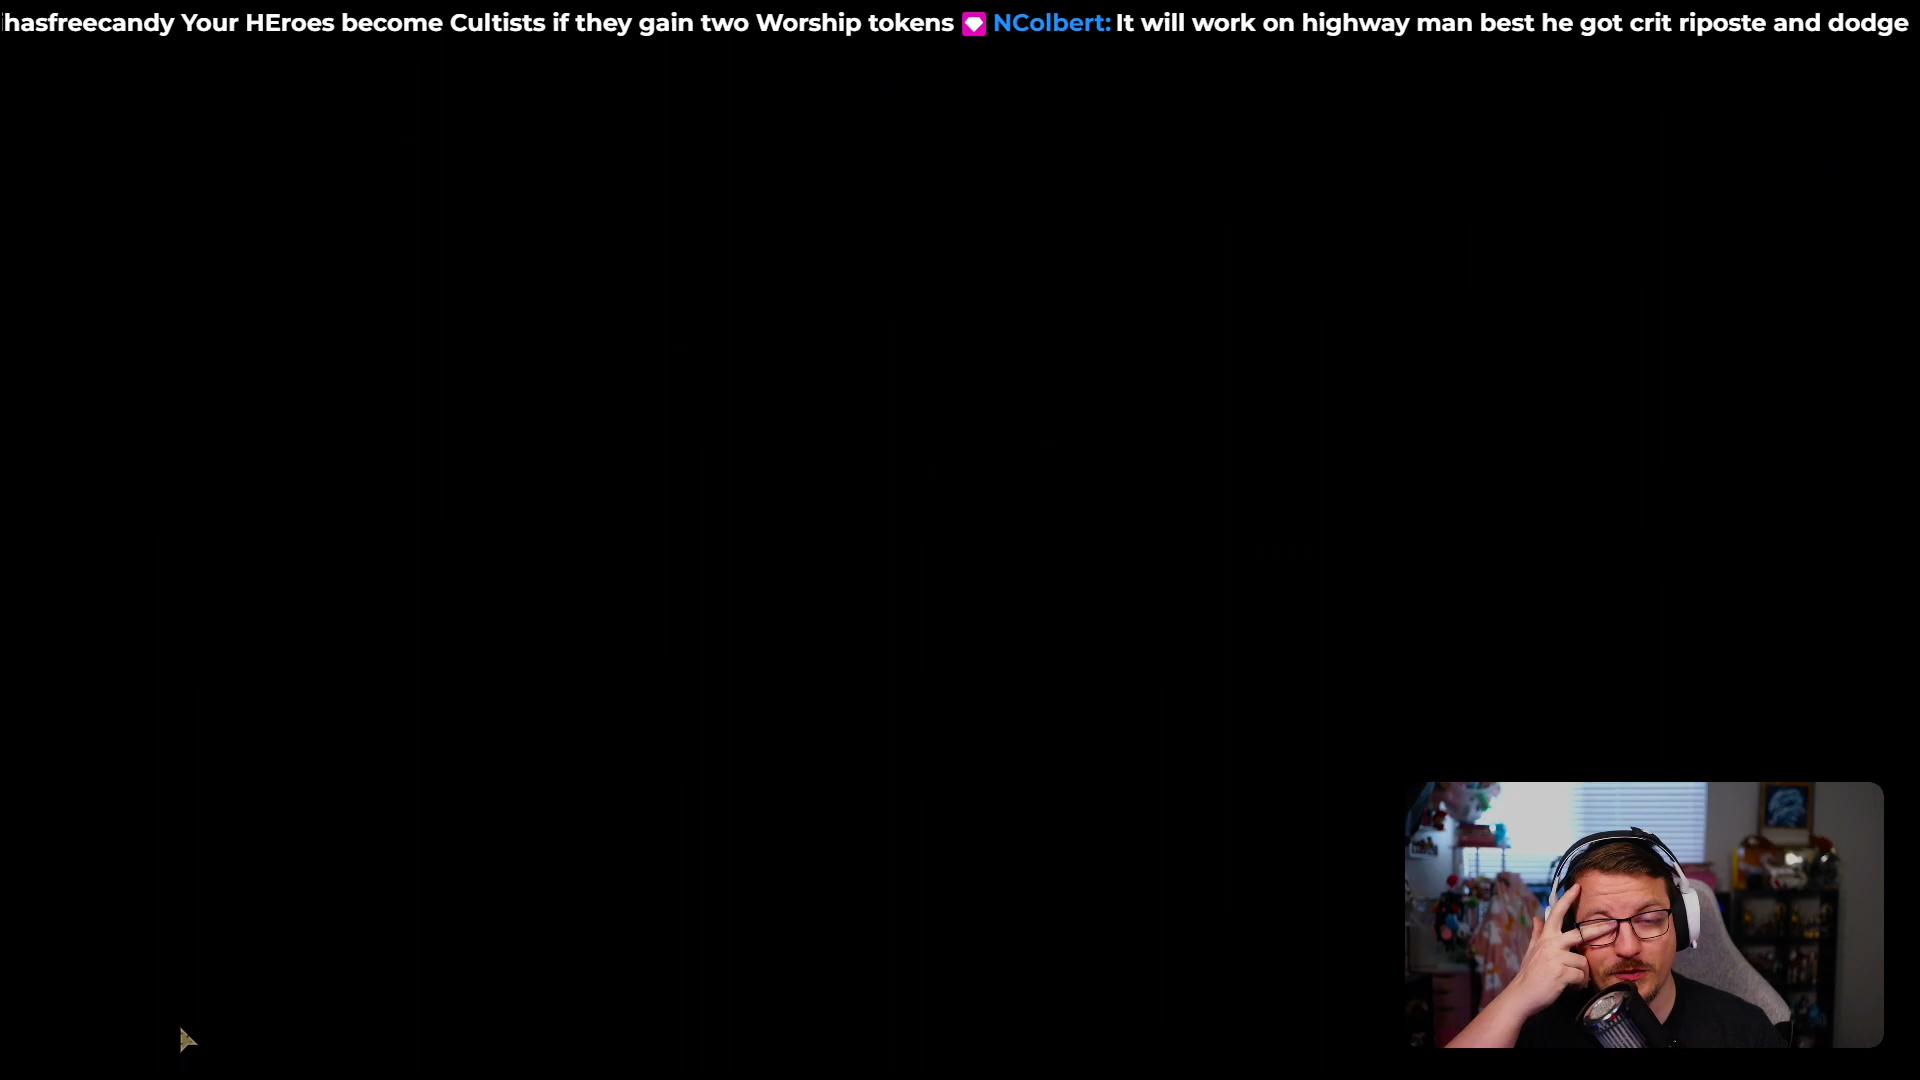 hasfreecandy Your HEroes become Cultists if they gain two Worship tokens NColbert: It will work on highway man best he got crit riposte and dodge